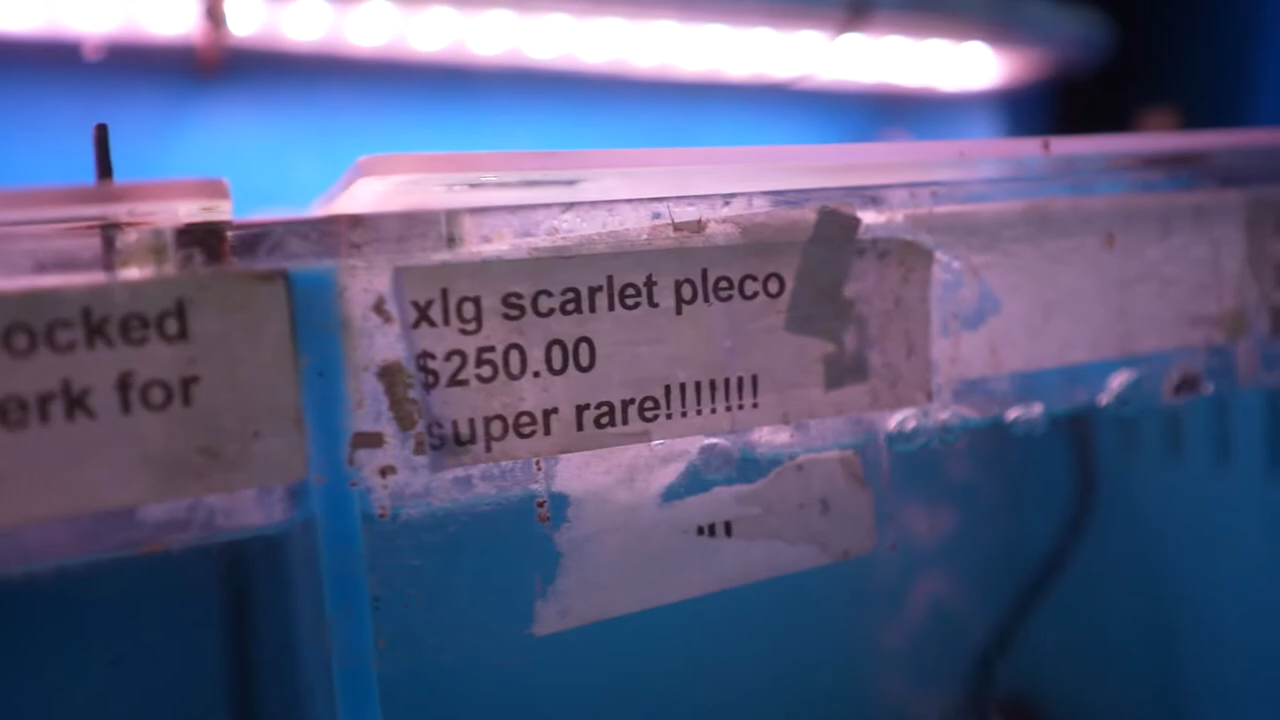 ocked
erk for
xlg scarlet pleco
$250.00
super rare!!!!!!!